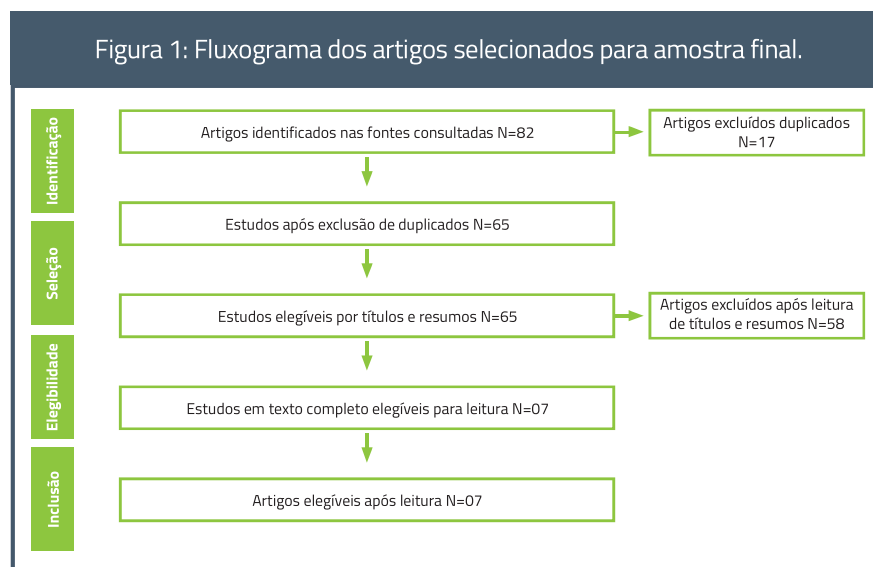 Figura 1: Fluxograma dos artigos selecionados para amostra final.
Identificação
Artigos identificados nas fontes consultadas N=82
Artigos excluídos duplicados
N=17
Estudos após exclusão de duplicados N=65
Seleção
Estudos elegíveis por títulos e resumos N=65
Artigos excluídos após leitura
de títulos e resumos N=58
Elegibilidade
Estudos em texto completo elegíveis para leitura N=07
Inclusão
Artigos elegíveis após leitura N=07